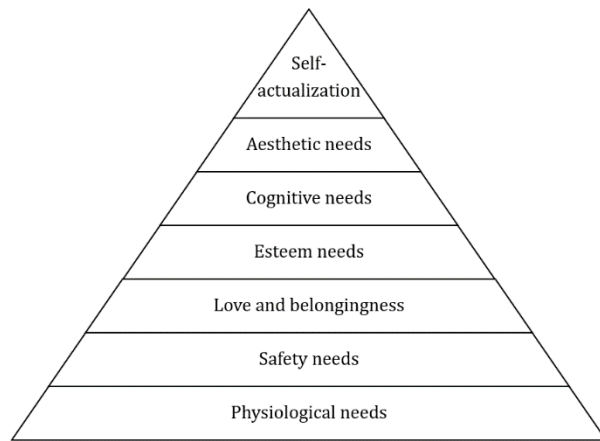 Self-
actualization
Aesthetic needs
Cognitive needs
Esteem needs
Love and belongingness
Safety needs
Physiological needs